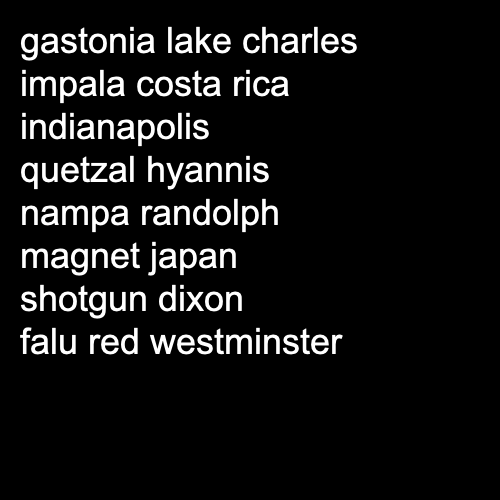 gastonia lake charles
impala costa rica
indianapolis
quetzal hyannis
nampa randolph
magnet japan
shotgun dixon
falu red westminster